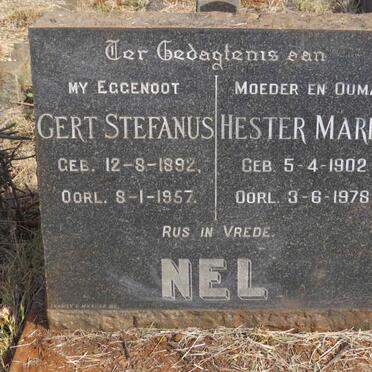 Ter Gedagtenis aan
MY EGGENOOT
GERT STEFANUS
GEB. 12-8-1892,
OORL. 8-1-1957.
MOEDER EN OUMA
HESTER MARI
GEB. 5-4-1902
OORL. 3-6-1978
RUS IN VREDE.
NEL